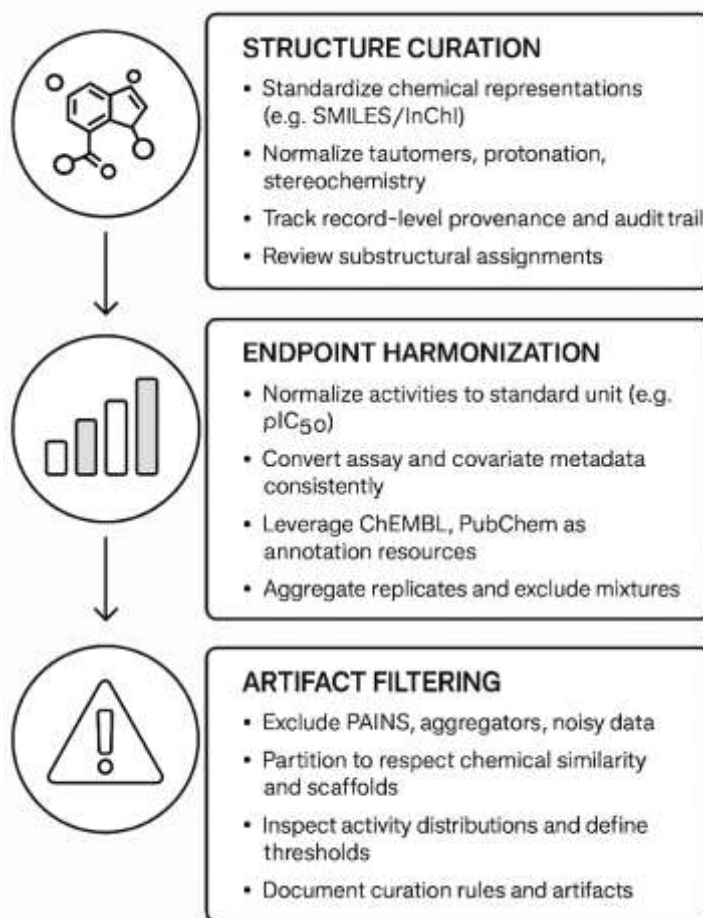 STRUCTURE CURATION
• Standardize chemical representations
(e.g. SMILES/InChI)
• Normalize tautomers, protonation,
stereochemistry
• Track record-level provenance and audit trail
• Review substructural assignments
ENDPOINT HARMONIZATION
• Normalize activities to standard unit (e.g.
pIC50)
• Convert assay and covariate metadata
consistently
• Leverage ChEMBL, PubChem as
annotation resources
• Aggregate replicates and exclude mixtures
ARTIFACT FILTERING
• Exclude PAINS, aggregators, noisy data
• Partition to respect chemical similarity
and scaffolds
• Inspect activity distributions and define
thresholds
• Document curation rules and artifacts